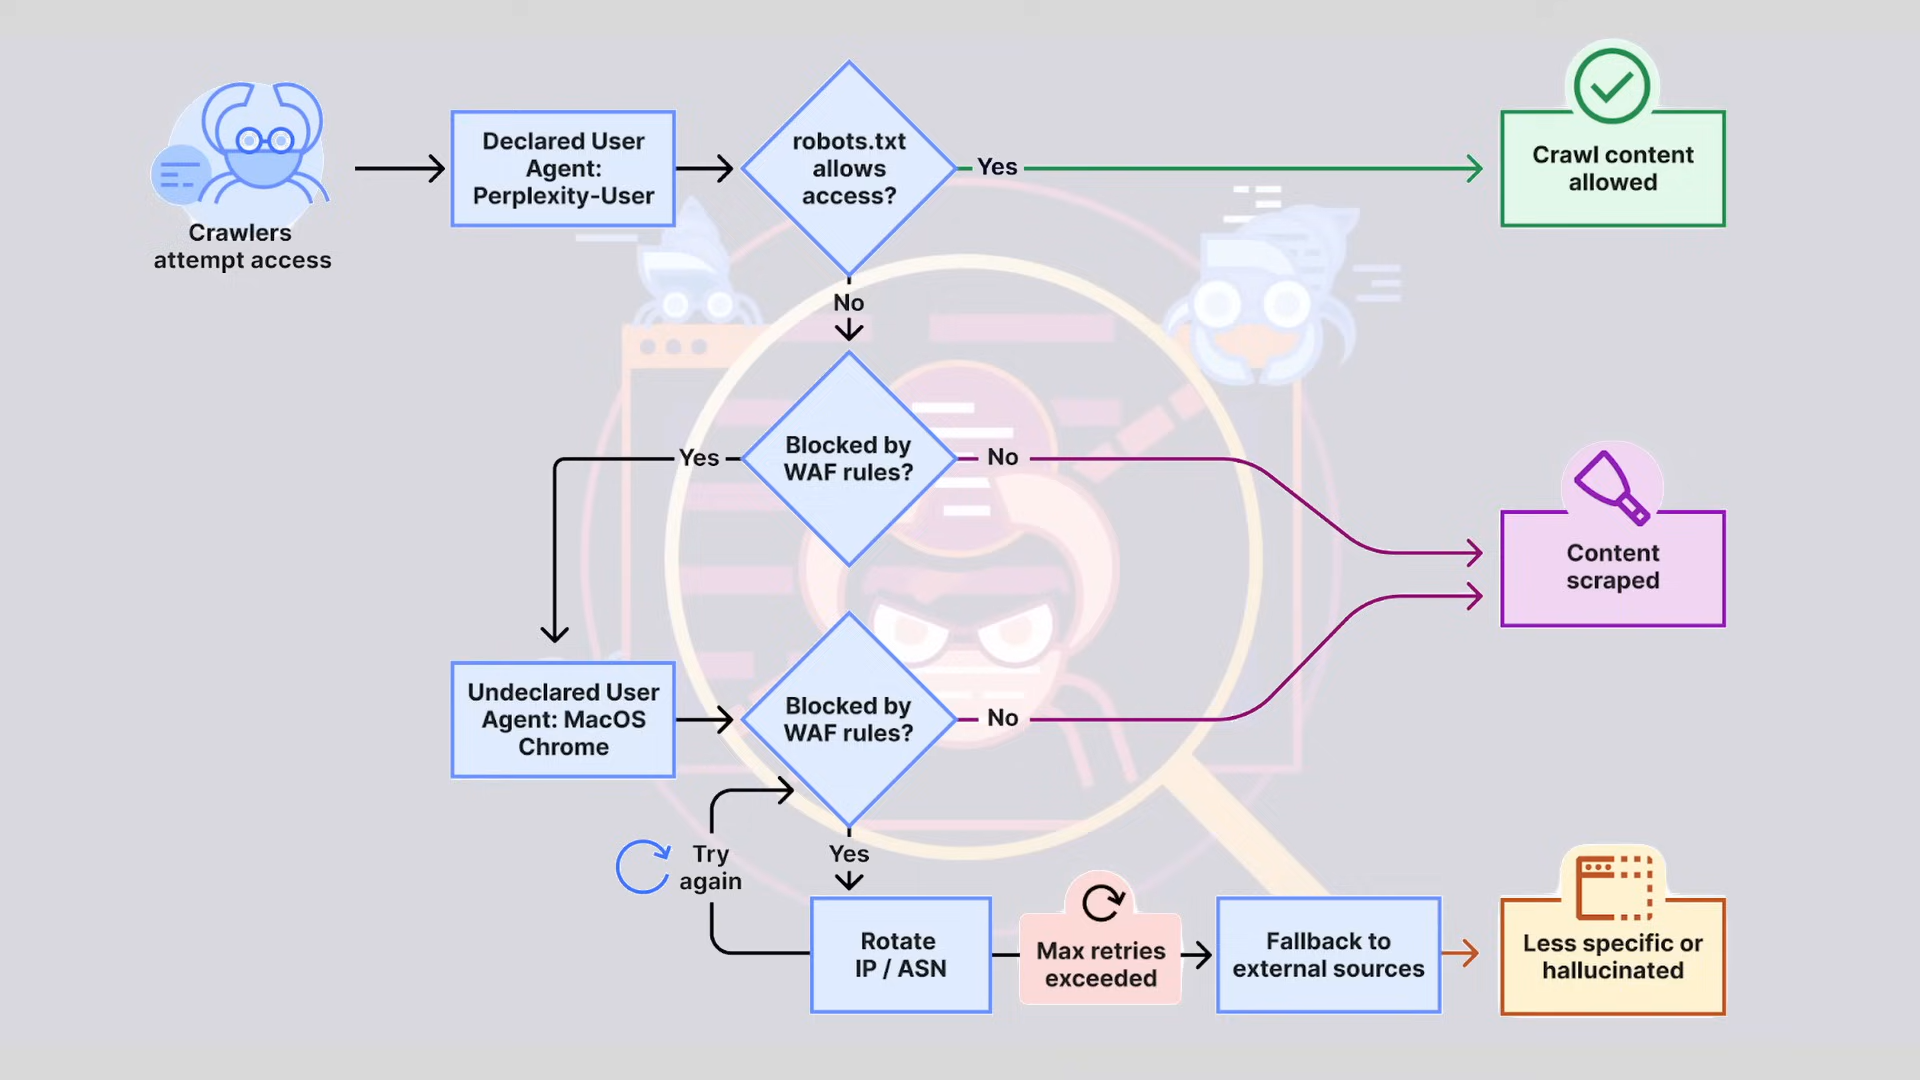 Crawlers
attempt access
Declared User
Agent:
Perplexity-User
robots.txt
allows
access?
Yes
Crawl content
allowed
No
Blocked by
WAF rules?
Yes
No
Content
scraped
Undeclared User
Agent: MacOS
Chrome
Blocked by
WAF rules?
No
Try
again
Yes
Rotate
IP / ASN
Max retries
exceeded
Fallback to
external sources
Less specific or
hallucinated